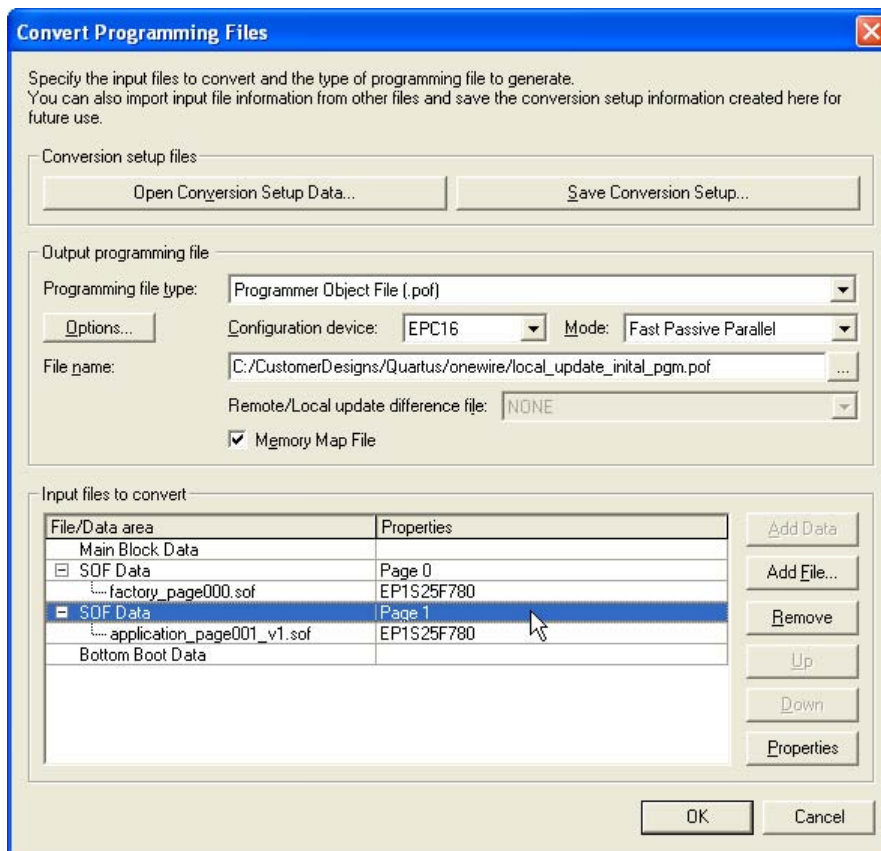 Convert Programming Files
Specify the input files to convert and the type of programming file to generate.
You can also import input file information from other files and save the conversion setup information created here for
future use.
Conversion setup files
Open Conversion Setup Data... Save Conversion Setup...
Output programming file
Programming file type: Programmer Object File (.pof)
Options... Configuration device: EPC16 Mode: Fast Passive Parallel
File name: C:/CustomerDesigns/Quartus/onewire/local_update_inital_pgm.pof ...
Remote/Local update difference file: NONE
Memory Map File
Input files to convert
File/Data area Properties Add Data
Main Block Data
SOF Data Page 0 Add File...
factory_page000.sof EP1S25F780
SOF Data Page 1 Remove
application_page001_v1.sof EP1S25F780
Bottom Boot Data Up
Down
Properties
OK Cancel